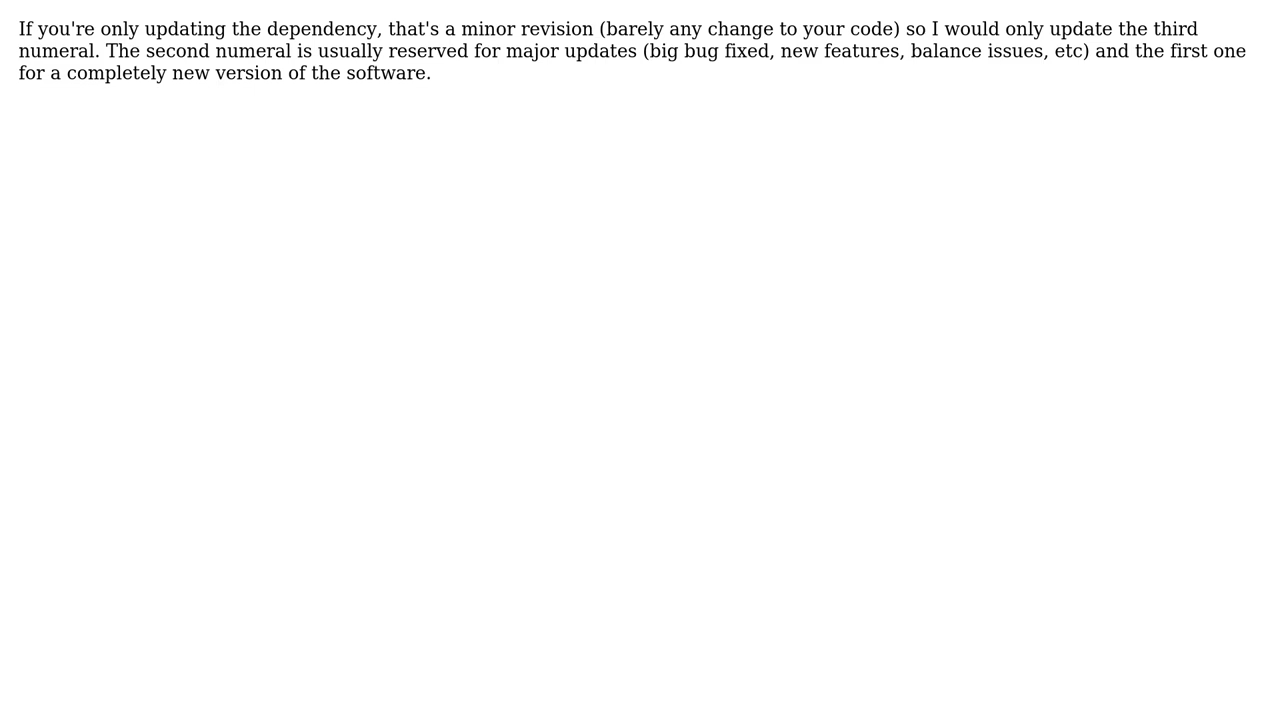 If you're only updating the dependency, that's a minor revision (barely any change to your code) so I would only update the third
numeral. The second numeral is usually reserved for major updates (big bug fixed, new features, balance issues, etc) and the first one
for a completely new version of the software.